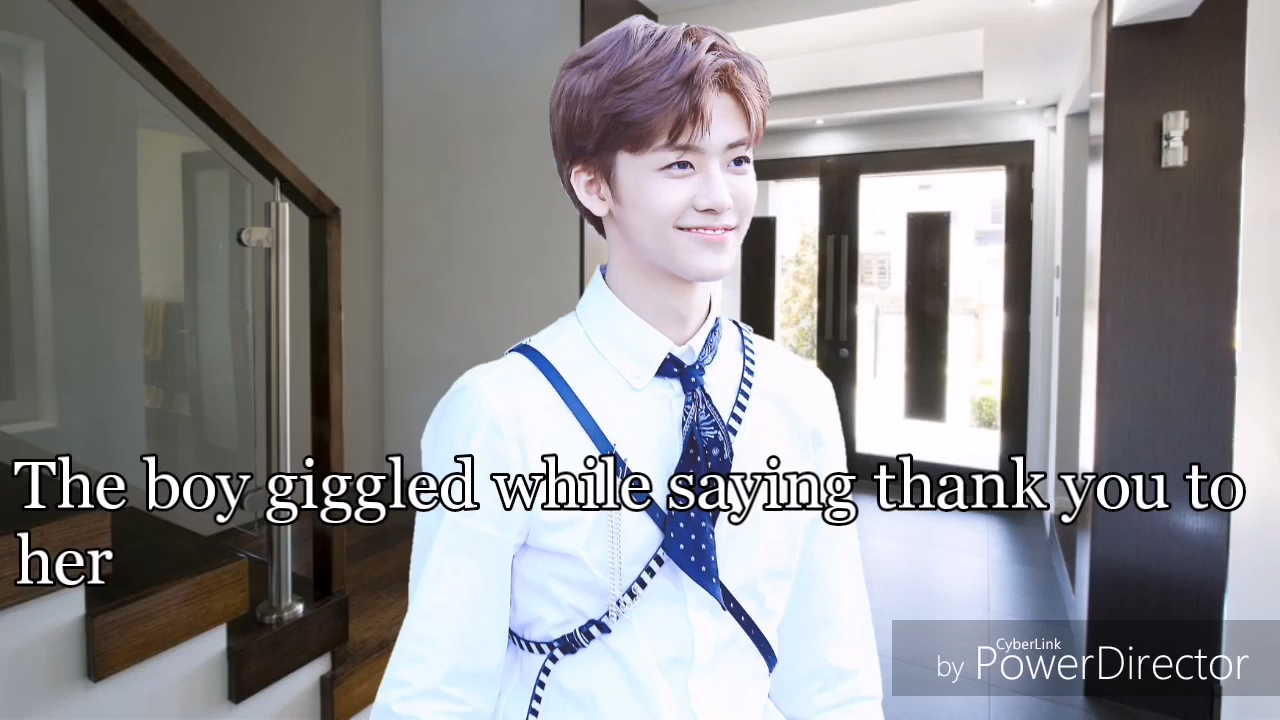 The boy giggled while saying thank you to
her
CyberLink
by PowerDirector